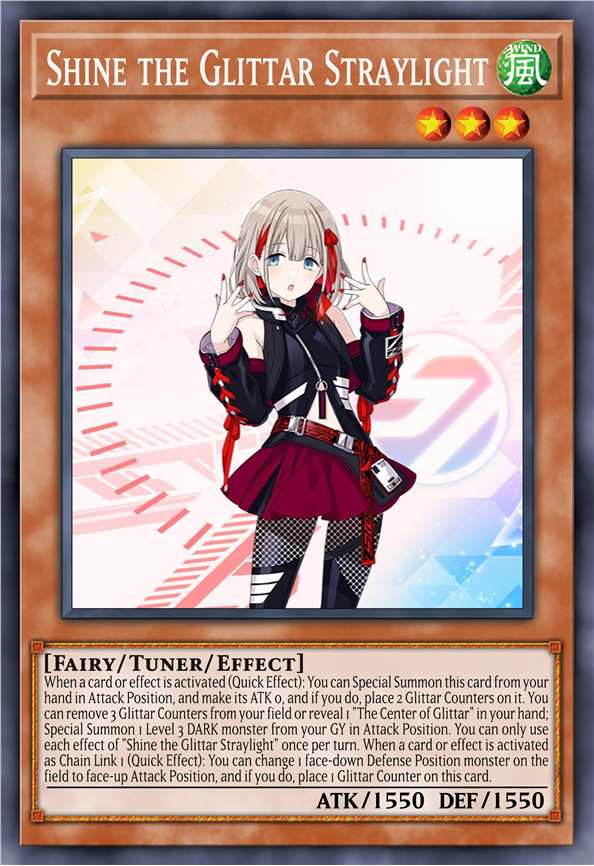 SHINE THE GLITTAR STRAYLIGHT
WIND
風
[FAIRY/TUNER/EFFECT]
When a card or effect is activated (Quick Effect): You can Special Summon this card from your
hand in Attack Position, and make its ATK 0, and if you do, place 2 Glittar Counters on it. You
can remove 3 Glittar Counters from your field or reveal 1 "The Center of Glittar" in your hand;
Special Summon 1 Level 3 DARK monster from your GY in Attack Position. You can only use
each effect of "Shine the Glittar Straylight" once per turn. When a card or effect is activated
as Chain Link 1 (Quick Effect): You can change 1 face-down Defense Position monster on the
field to face-up Attack Position, and if you do, place 1 Glittar Counter on this card.
ATK/1550 DEF/1550